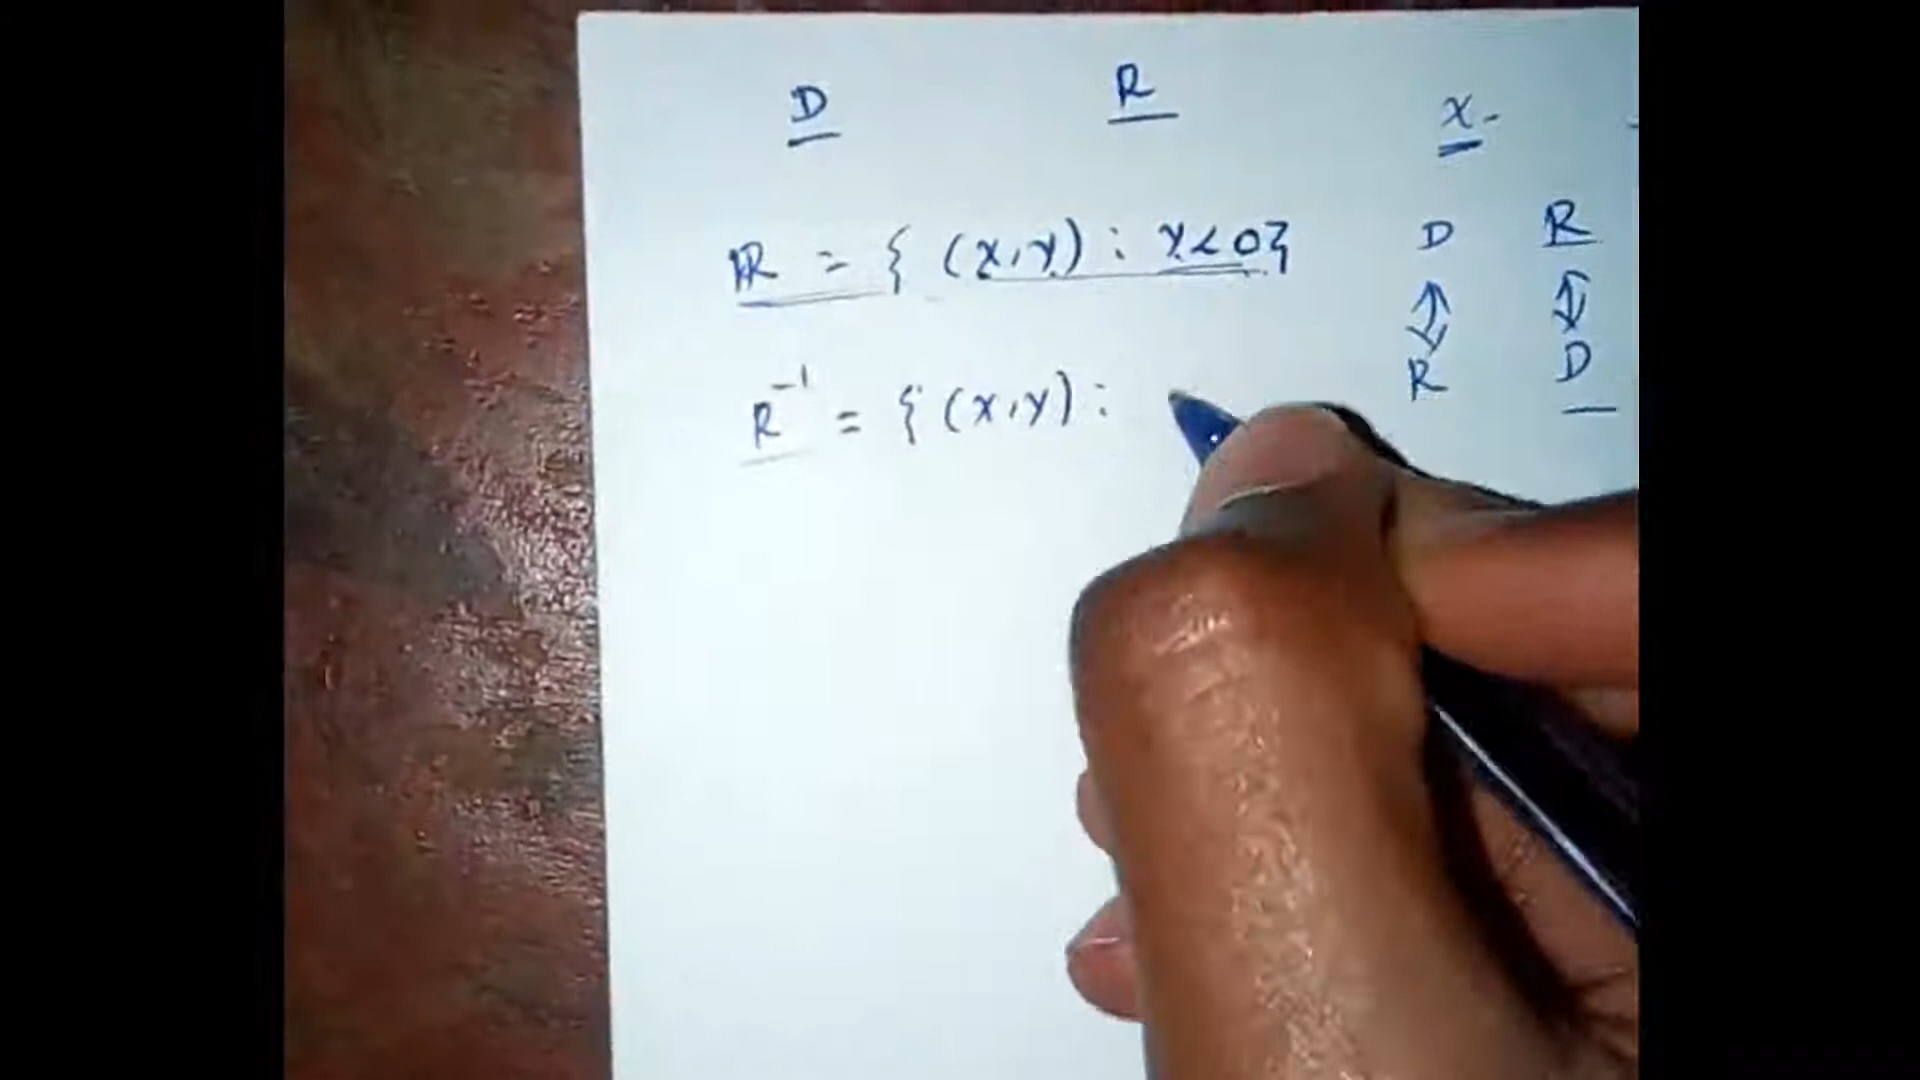 D R x-
R = { (x,y) : y<0}
D R
R⁻¹ = { (x,y) :
R D